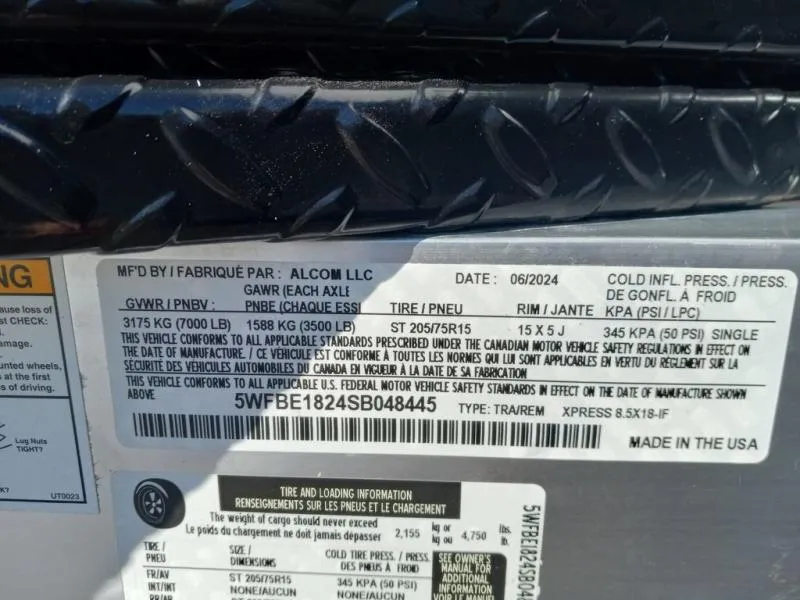 MF'D BY / FABRIQUÉ PAR : ALCOM LLC DATE : 06/2024 COLD INFL. PRESS. / PRESS.
GAWR (EACH AXLE DE GONFL. À FROID
GVWR / PNBV : PNBE (CHAQUE ESSI TIRE / PNEU RIM / JANTE KPA (PSI / LPC)
3175 KG (7000 LB) 1588 KG (3500 LB) ST 205/75R15 15 X 5 J 345 KPA (50 PSI) SINGLE
THIS VEHICLE CONFORMS TO ALL APPLICABLE STANDARDS PRESCRIBED UNDER THE CANADIAN MOTOR VEHICLE SAFETY REGULATIONS IN EFFECT ON
THE DATE OF MANUFACTURE. / CE VÉHICULE EST CONFORME À TOUTES LES NORMES QUI LUI SONT APPLICABLES EN VERTU DU RÈGLEMENT SUR LA
SÉCURITÉ DES VÉHICULES AUTOMOBILES DU CANADA EN VIGUEUR À LA DATE DE SA FABRICATION
THIS VEHICLE CONFORMS TO ALL APPLICABLE U.S. FEDERAL MOTOR VEHICLE SAFETY STANDARDS IN EFFECT ON THE DATE OF MANUFACTURE SHOWN
ABOVE
5WFBE1824SB048445 TYPE: TRA/REM XPRESS 8.5X18-IF
MADE IN THE USA
NG
ause loss of
st CHECK:
amage.
unted wheels,
s at the first
s of driving.
Lug Nuts
TIGHT?
K?
UT0023
TIRE AND LOADING INFORMATION
RENSEIGNEMENTS SUR LES PNEUS ET LE CHARGEMENT
The weight of cargo should never exceed kg or lbs.
Le poids du chargement ne doit jamais dépasser 2,155 kg ou 4,750 lb.
TIRE / SIZE / COLD TIRE PRESS. / PRESS
PNEU DIMENSIONS DES PNEUS À FROID
FR/AV ST 205/75R15 345 KPA (50 PSI)
INT/INT NONE/AUCUN NONE/AUCUN
SEE OWNER'S
MANUAL FOR
ADDITIONAL
INFORMATION
5WFBE1824SB04